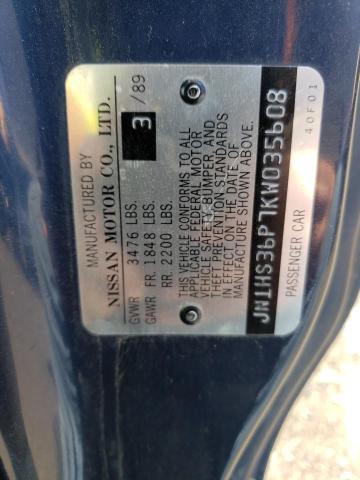 MANUFACTURED BY
NISSAN MOTOR CO., LTD. 3 / 89
GVWR 3476 LBS.
GAWR FR. 1848 LBS.
RR. 2200 LBS.
THIS VEHICLE CONFORMS TO ALL
APPLICABLE FEDERAL MOTOR
VEHICLE SAFETY, BUMPER, AND
THEFT PREVENTION STANDARDS
IN EFFECT ON THE DATE OF
MANUFACTURE SHOWN ABOVE.
JN1HS36P7KW035608
PASSENGER CAR 40F01